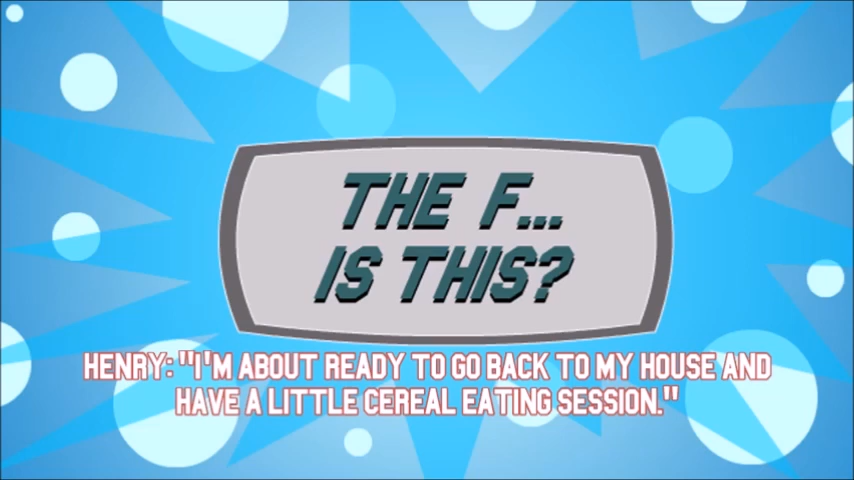 THE F...
IS THIS?
HENRY: "I'M ABOUT READY TO GO BACK TO MY HOUSE AND
HAVE A LITTLE CEREAL EATING SESSION."